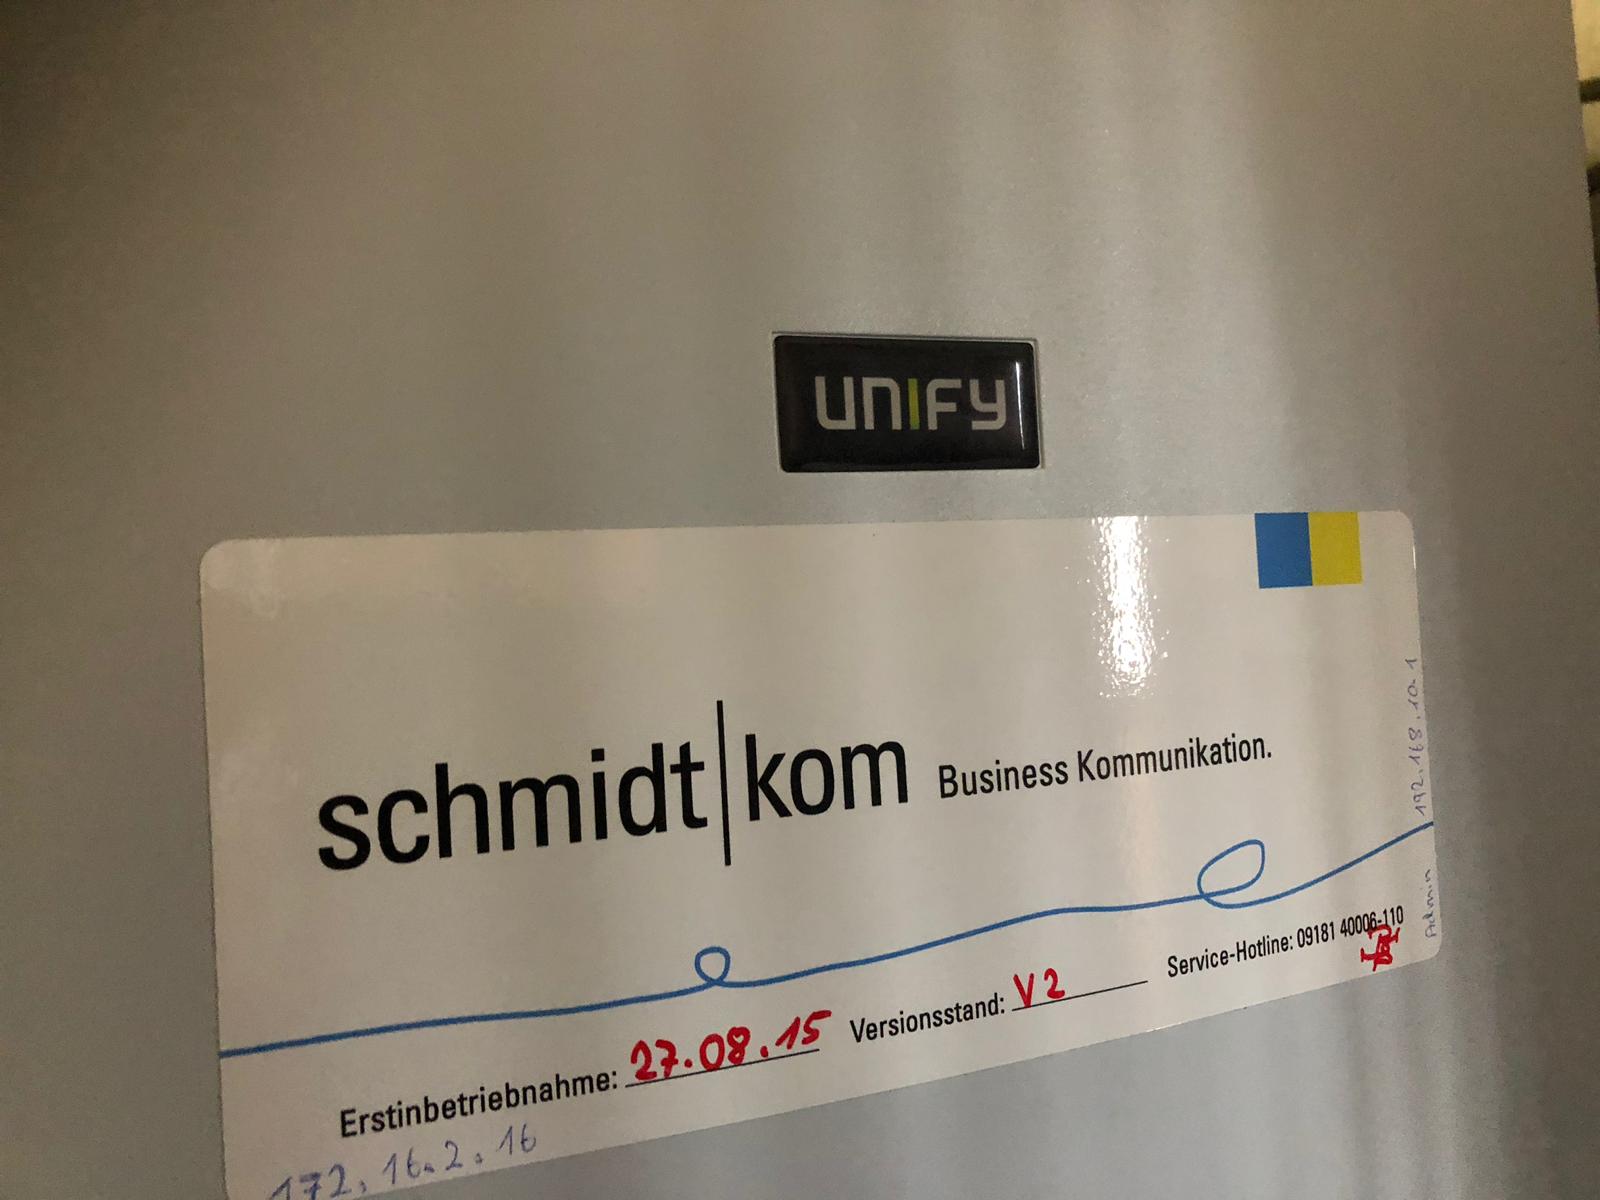 UNIFY
schmidt|kom Business Kommunikation.
Erstinbetriebnahme: 27.08.15 Versionsstand: V2 Service-Hotline: 09181 40006-110
172.16.2.16
Admin 192.168.10.1